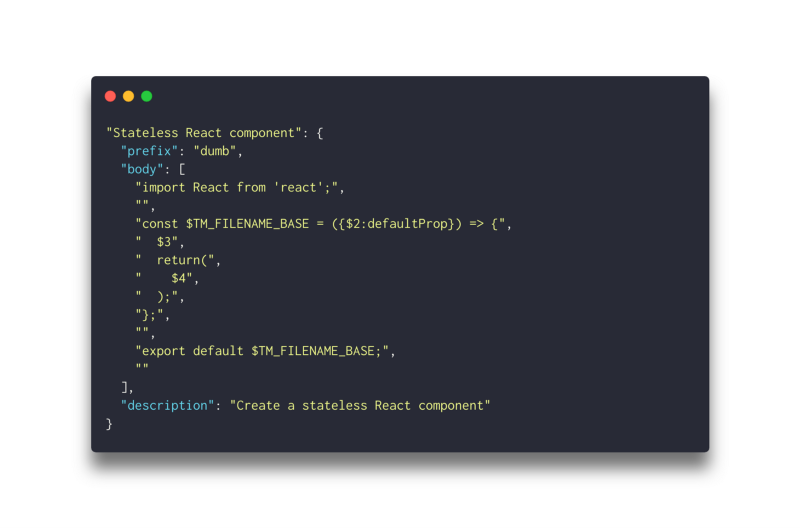 "Stateless React component": {
  "prefix": "dumb",
  "body": [
    "import React from 'react';",
    "",
    "const $TM_FILENAME_BASE = ({$2:defaultProp}) => {",
    "  $3",
    "  return(",
    "    $4",
    "  );",
    "};",
    "",
    "export default $TM_FILENAME_BASE;",
    ""
  ],
  "description": "Create a stateless React component"
}